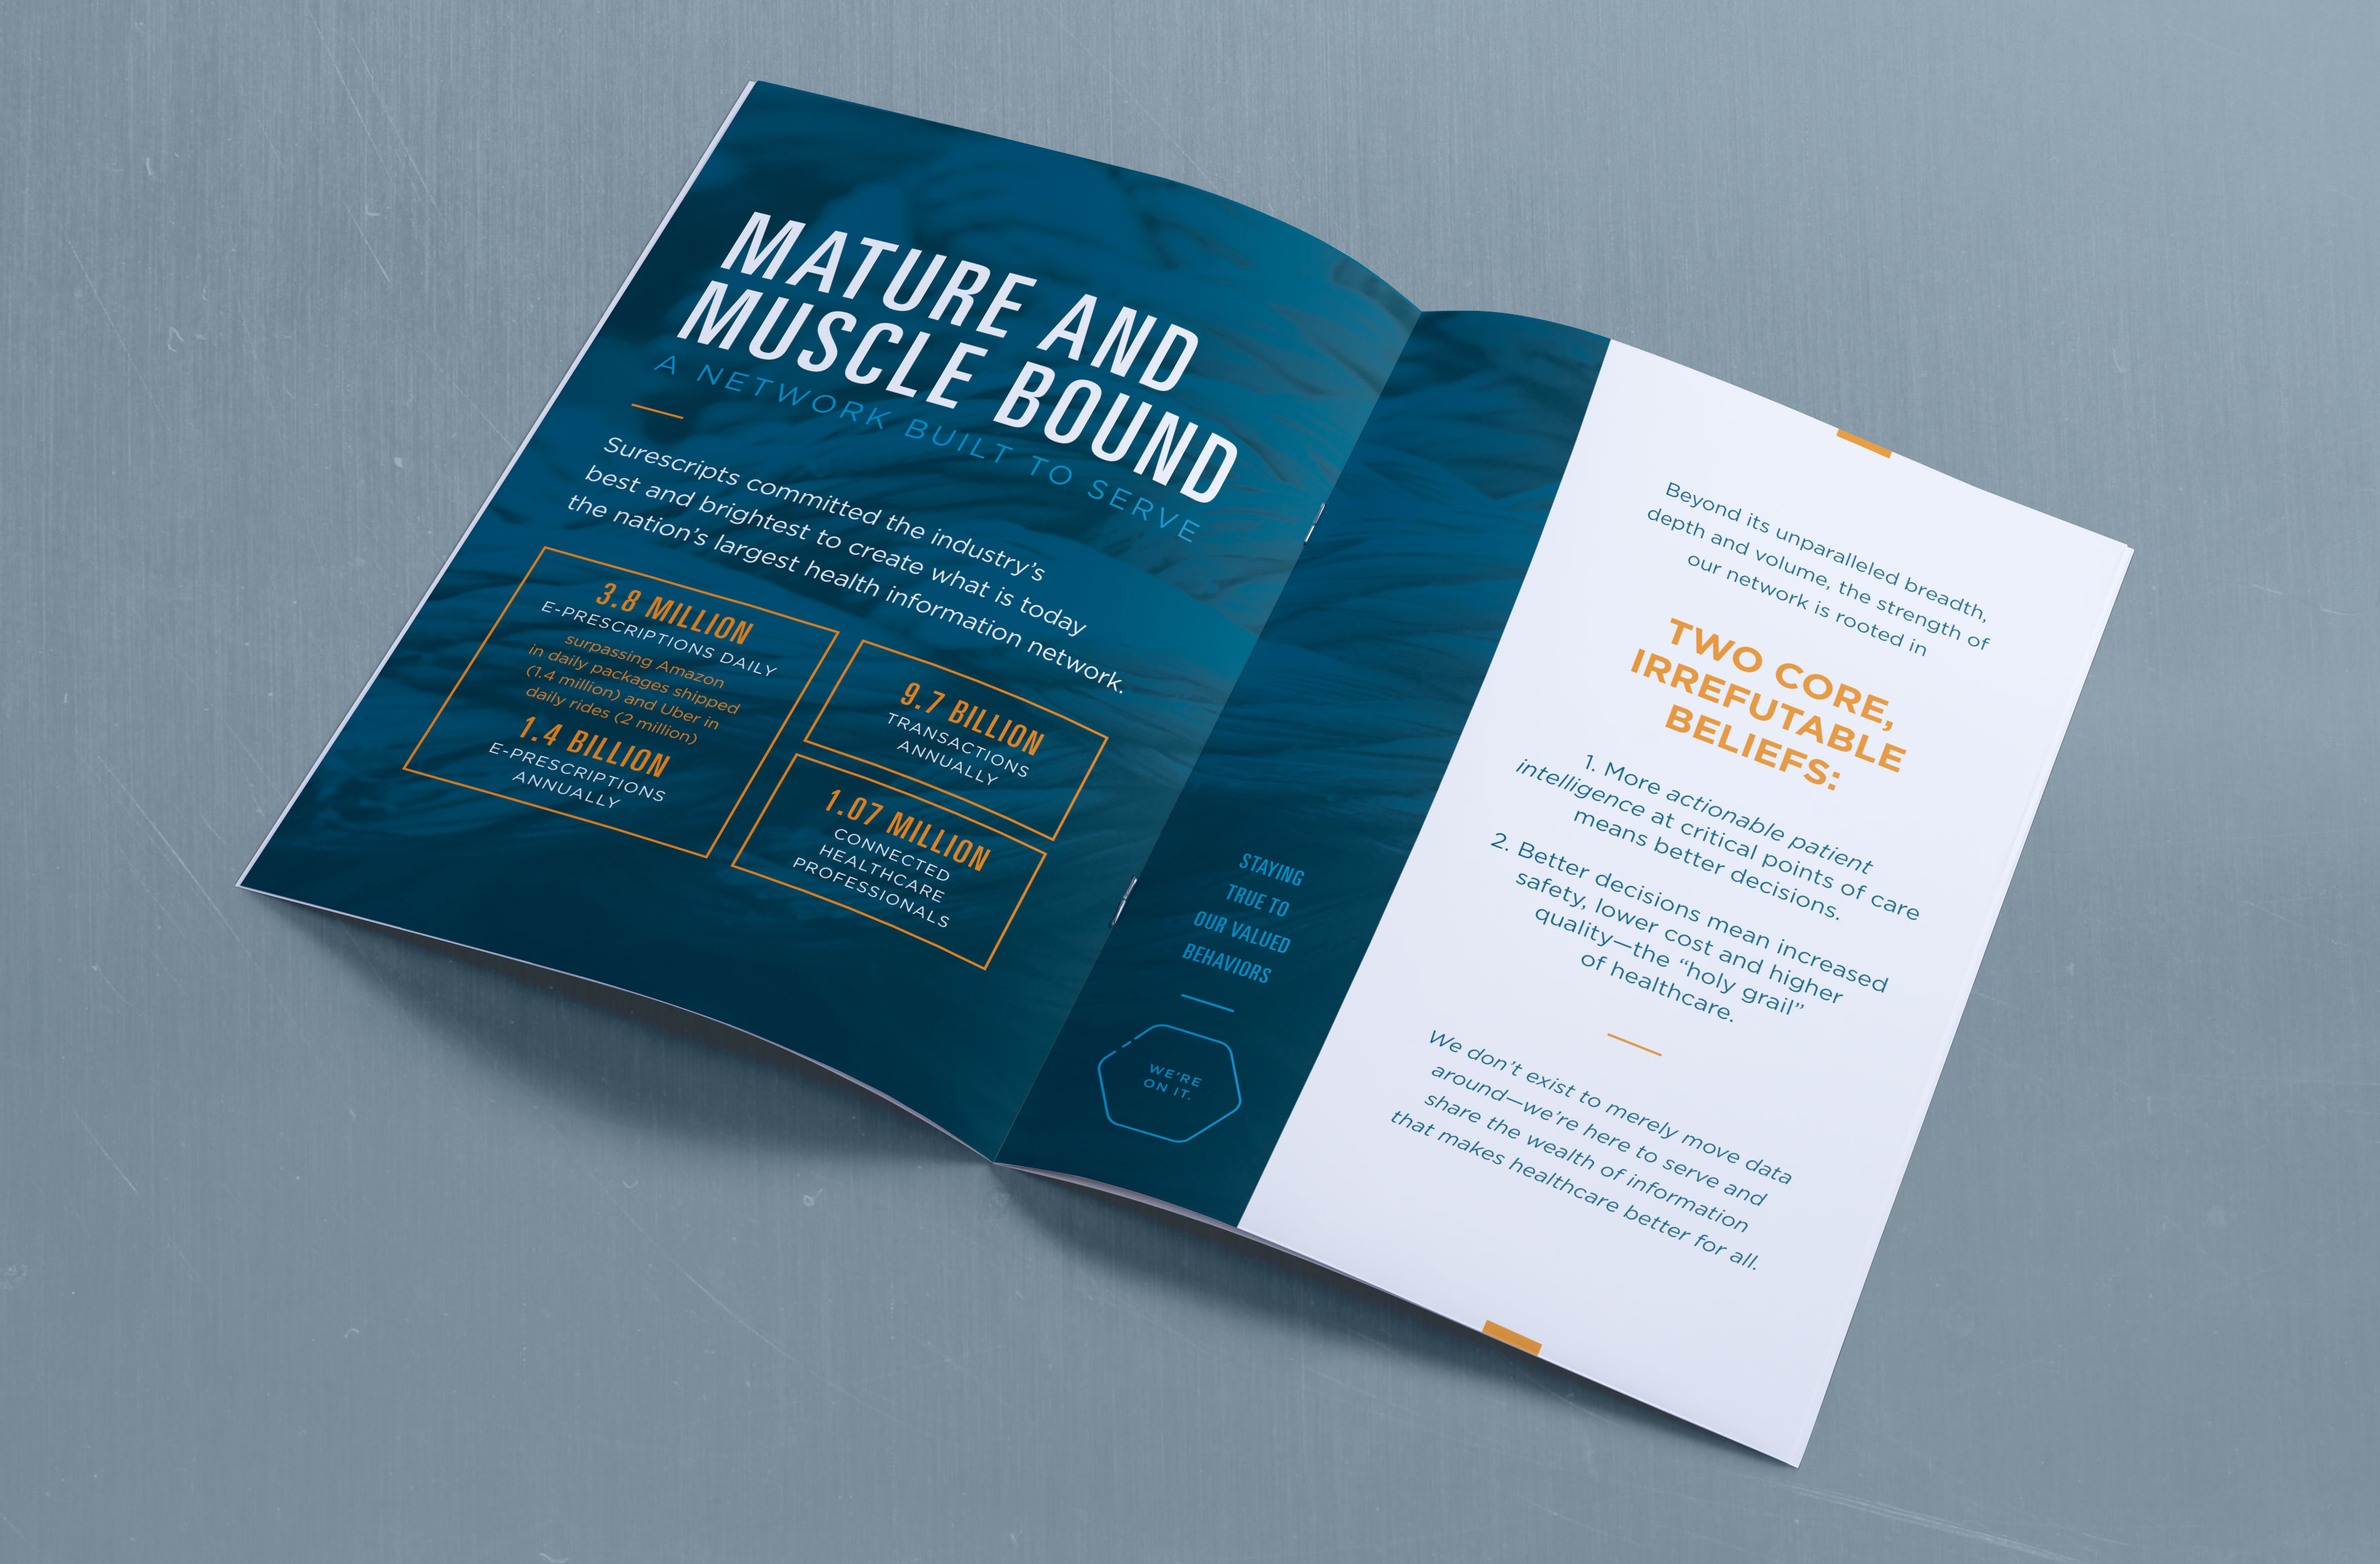 MATURE AND
MUSCLE BOUND
A NETWORK BUILT TO SERVE
Surescripts committed the industry's
best and brightest to create what is today
the nation's largest health information network.
3.8 MILLION
E-PRESCRIPTIONS DAILY
surpassing Amazon
in daily packages shipped
(1.4 million) and Uber in
daily rides (2 million)
1.4 BILLION
E-PRESCRIPTIONS
ANNUALLY
9.7 BILLION
TRANSACTIONS
ANNUALLY
1.07 MILLION
CONNECTED
HEALTHCARE
PROFESSIONALS
STAYING
TRUE TO
OUR VALUED
BEHAVIORS
WE'RE
ON IT.
Beyond its unparalleled breadth,
depth and volume, the strength of
our network is rooted in
TWO CORE,
IRREFUTABLE
BELIEFS:
1. More actionable patient
intelligence at critical points of care
means better decisions.
2. Better decisions mean increased
safety, lower cost and higher
quality—the “holy grail”
of healthcare.
We don't exist to merely move data
around—we're here to serve and
share the wealth of information
that makes healthcare better for all.